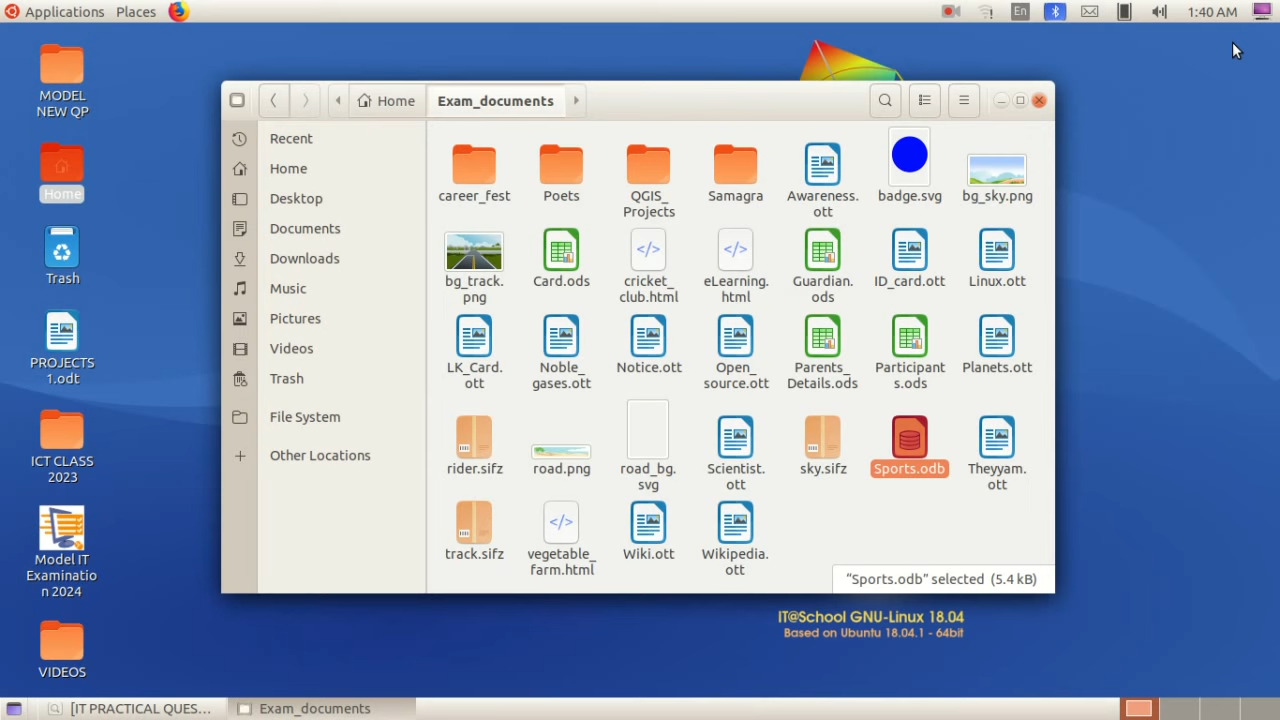 Applications Places En 1:40 AM
MODEL
NEW QP
Home
Trash
PROJECTS
1.odt
ICT CLASS
2023
Model IT
Examinatio
n 2024
VIDEOS
Home Exam_documents
Recent
Home
Desktop
Documents
Downloads
Music
Pictures
Videos
Trash
File System
Other Locations
career_fest
Poets
QGIS_
Projects
Samagra
Awareness.
ott
badge.svg
bg_sky.png
bg_track.
png
Card.ods
cricket_
club.html
eLearning.
html
Guardian.
ods
ID_card.ott
Linux.ott
LK_Card.
ott
Noble_
gases.ott
Notice.ott
Open_
source.ott
Parents_
Details.ods
Participant
s.ods
Planets.ott
rider.sifz
road.png
road_bg.
svg
Scientist.
ott
sky.sifz
Sports.odb
Theyyam.
ott
track.sifz
vegetable_
farm.html
Wiki.ott
Wikipedia.
ott
"Sports.odb" selected (5.4 kB)
IT@School GNU-Linux 18.04
Based on Ubuntu 18.04.1 - 64bit
[IT PRACTICAL QUES... Exam_documents